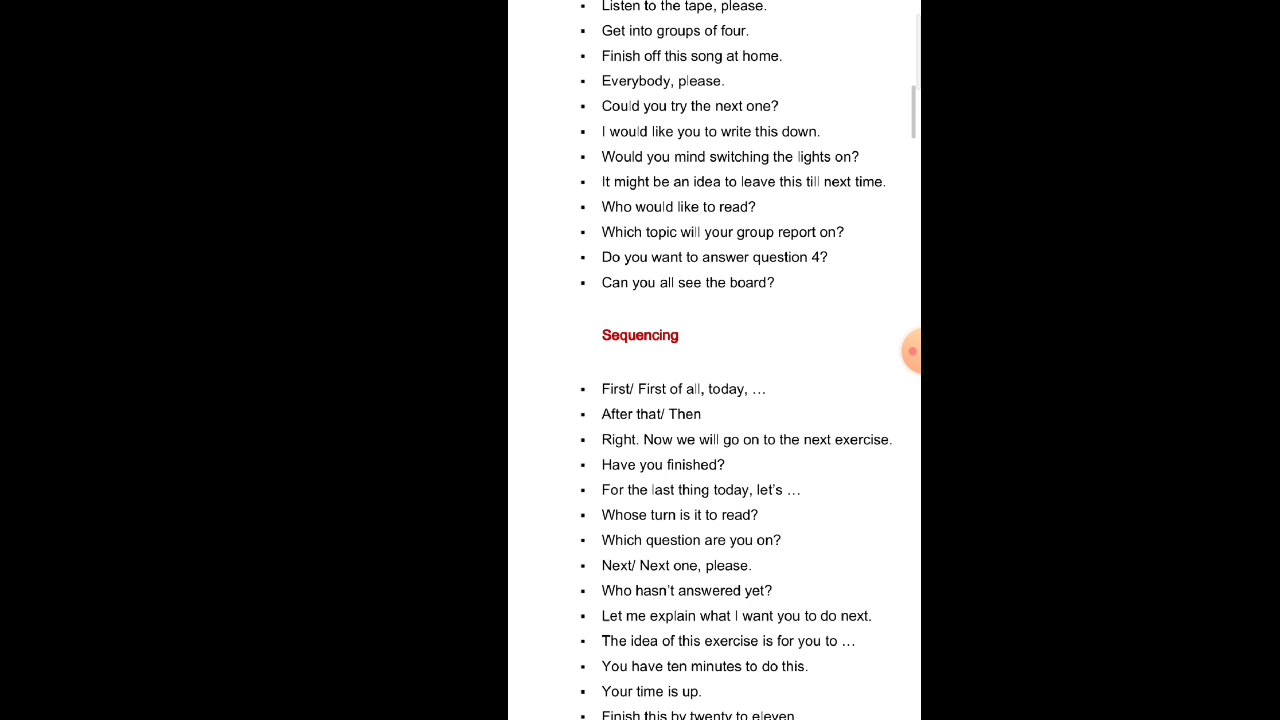 ▪ Listen to the tape, please.
▪ Get into groups of four.
▪ Finish off this song at home.
▪ Everybody, please.
▪ Could you try the next one?
▪ I would like you to write this down.
▪ Would you mind switching the lights on?
▪ It might be an idea to leave this till next time.
▪ Who would like to read?
▪ Which topic will your group report on?
▪ Do you want to answer question 4?
▪ Can you all see the board?
Sequencing
▪ First/ First of all, today, …
▪ After that/ Then
▪ Right. Now we will go on to the next exercise.
▪ Have you finished?
▪ For the last thing today, let’s …
▪ Whose turn is it to read?
▪ Which question are you on?
▪ Next/ Next one, please.
▪ Who hasn’t answered yet?
▪ Let me explain what I want you to do next.
▪ The idea of this exercise is for you to …
▪ You have ten minutes to do this.
▪ Your time is up.
▪ Finish this by twenty to eleven